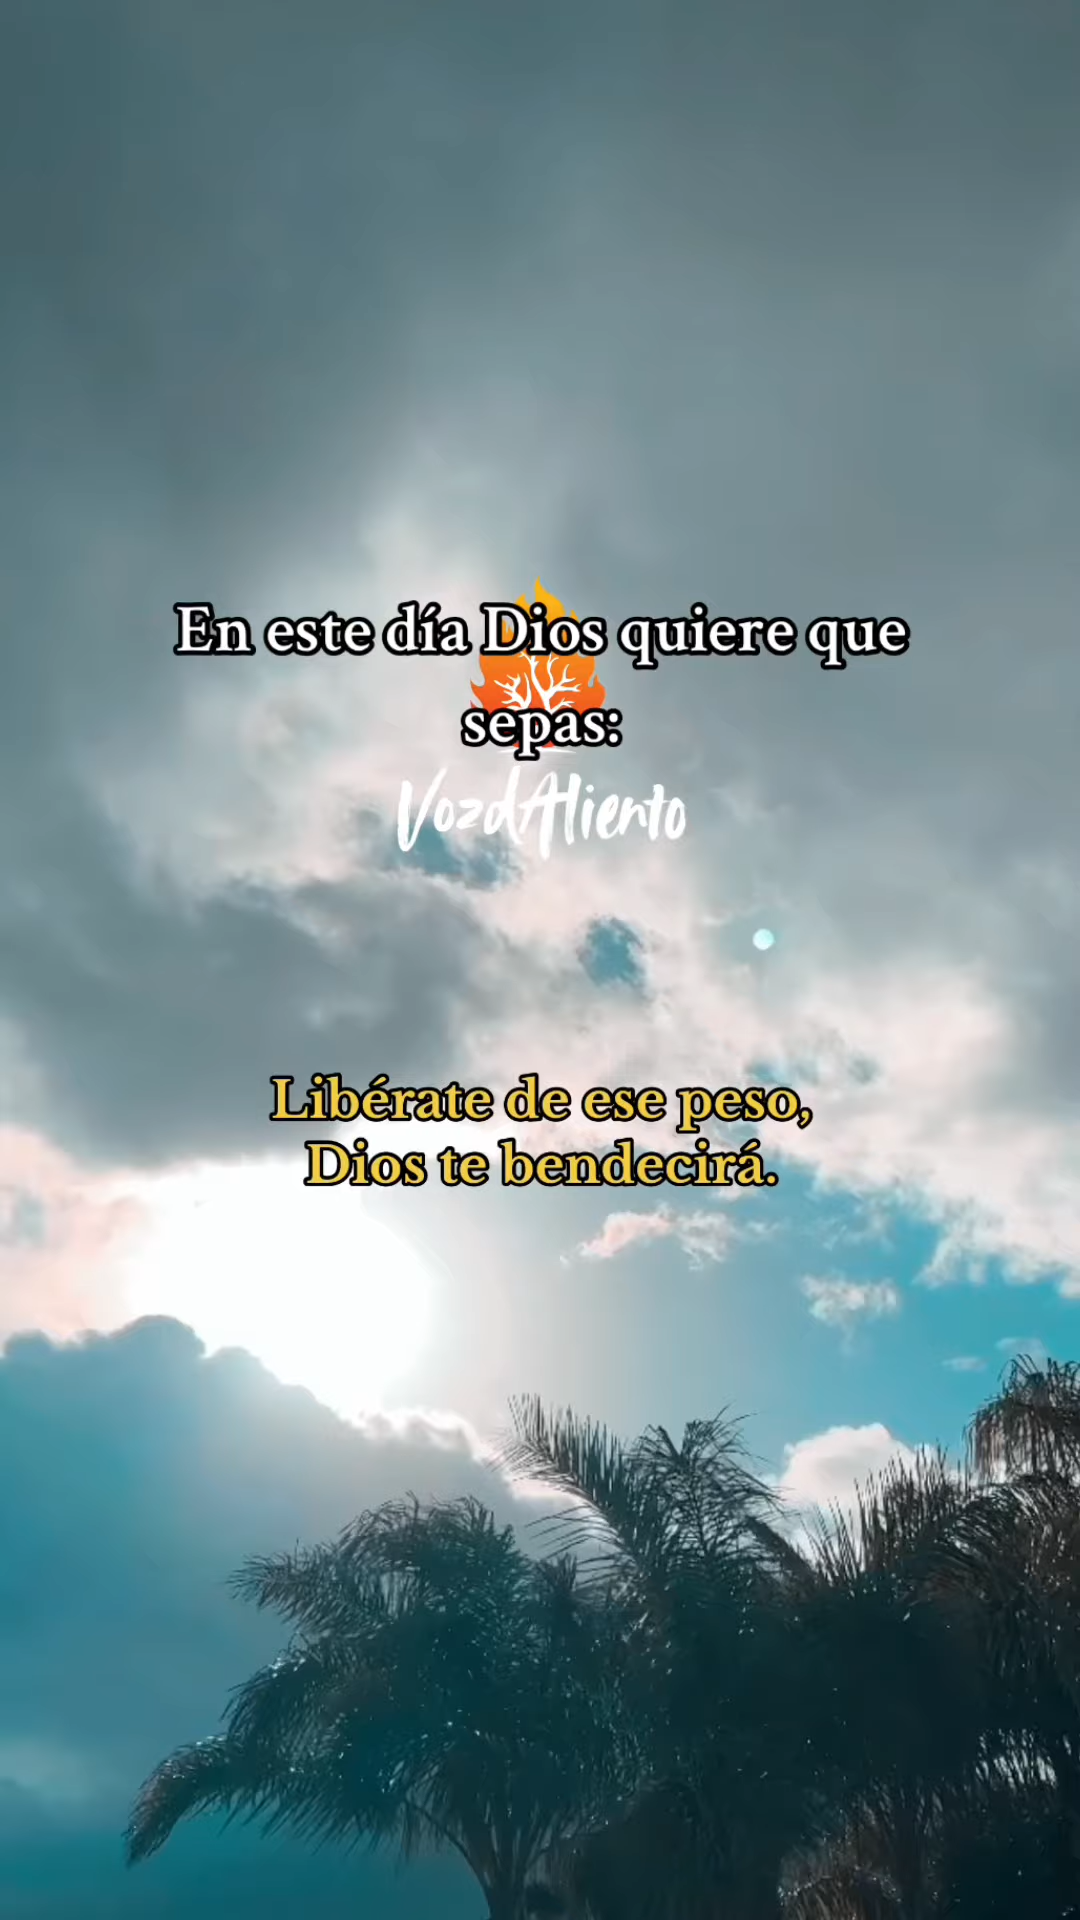 En este día Dios quiere que
sepas:
VozdAliento
Libérate de ese peso,
Dios te bendecirá.